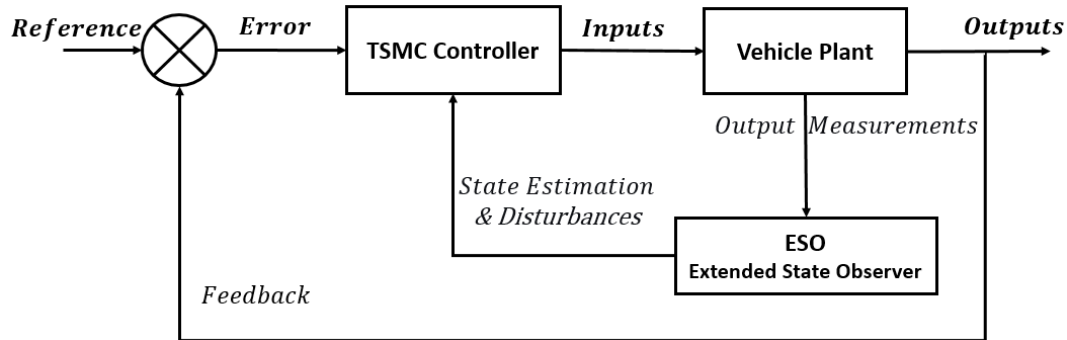 Reference
Error
TSMC Controller
Inputs
Vehicle Plant
Outputs
Output Measurements
State Estimation
& Disturbances
ESO
Extended State Observer
Feedback